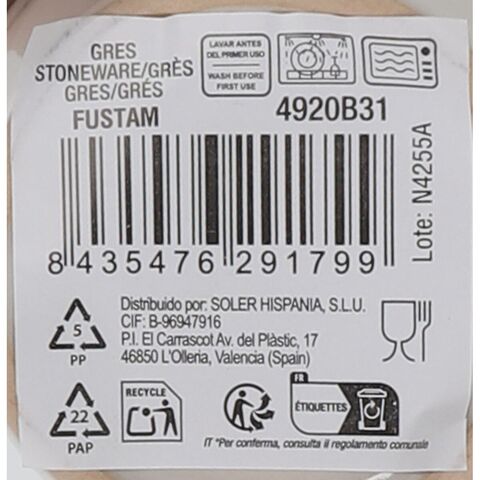 GRES
STONEWARE/GRÈS
GRES/GRÉS
FUSTAM
LAVAR ANTES
DEL PRIMER USO
WASH BEFORE
FIRST USE
4920B31
Lote: N4255A
8 435476 291799
Distribuido por: SOLER HISPANIA, S.L.U.
CIF: B-96947916
P.I. El Carrascot Av. del Plàstic, 17
46850 L'Olleria, Valencia (Spain)
5
PP
22
PAP
RECYCLE
FR
ÉTIQUETTES
IT *Per conferma, consulta il regolamento comunale